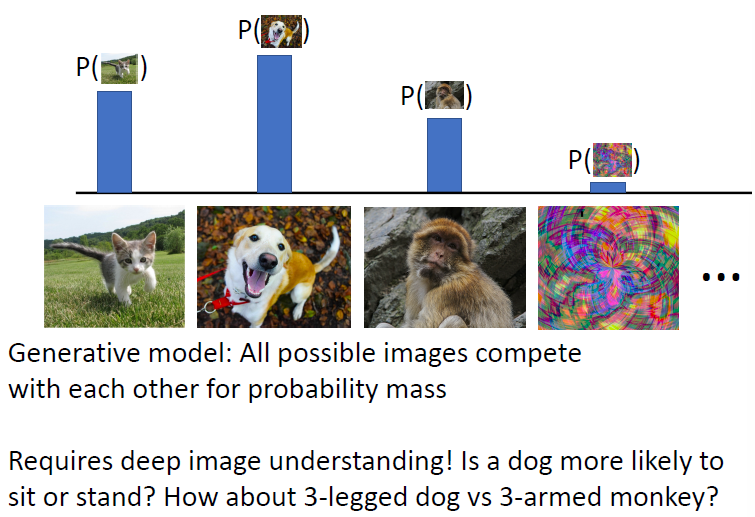 P( )
P( )
P( )
P( )
...
Generative model: All possible images compete
with each other for probability mass
Requires deep image understanding! Is a dog more likely to
sit or stand? How about 3-legged dog vs 3-armed monkey?